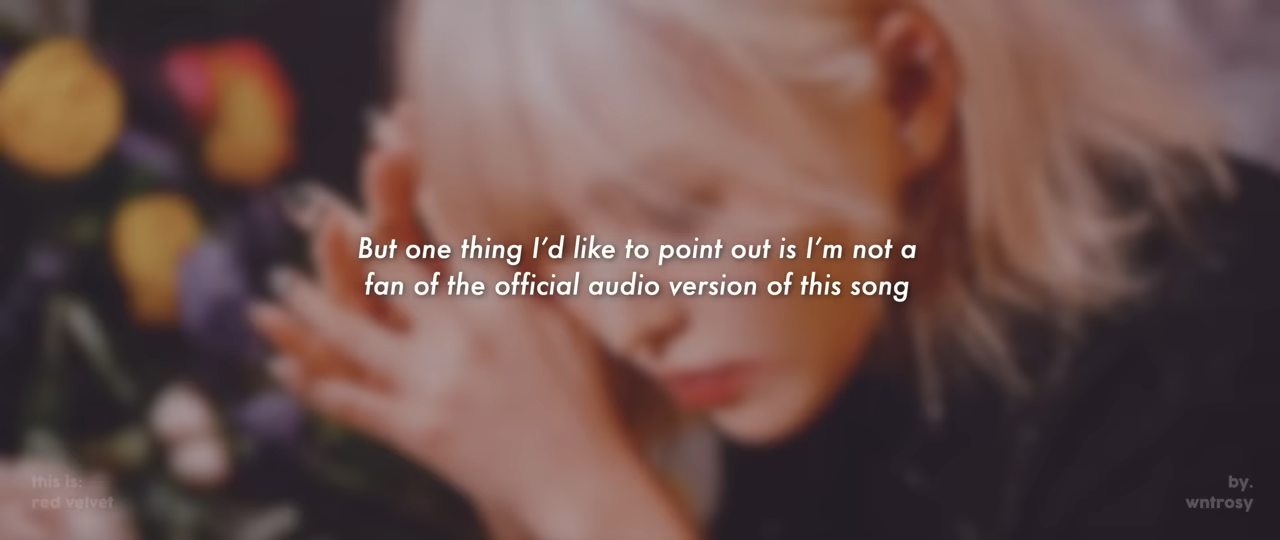 But one thing I’d like to point out is I’m not a
fan of the official audio version of this song
this is:
red velvet
by.
wntrosy